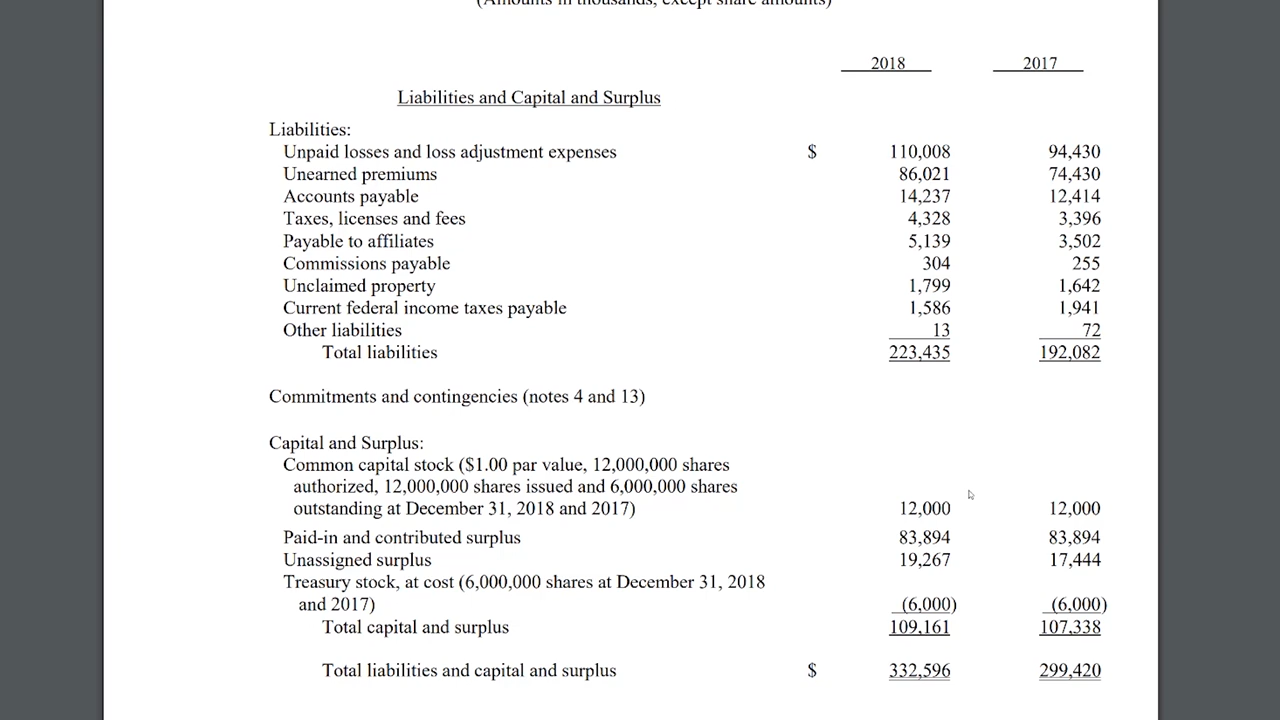 (Amounts in thousands, except share amounts)
2018 2017
Liabilities and Capital and Surplus
Liabilities:
Unpaid losses and loss adjustment expenses $ 110,008 94,430
Unearned premiums 86,021 74,430
Accounts payable 14,237 12,414
Taxes, licenses and fees 4,328 3,396
Payable to affiliates 5,139 3,502
Commissions payable 304 255
Unclaimed property 1,799 1,642
Current federal income taxes payable 1,586 1,941
Other liabilities 13 72
Total liabilities 223,435 192,082
Commitments and contingencies (notes 4 and 13)
Capital and Surplus:
Common capital stock ($1.00 par value, 12,000,000 shares
authorized, 12,000,000 shares issued and 6,000,000 shares
outstanding at December 31, 2018 and 2017) 12,000 12,000
Paid-in and contributed surplus 83,894 83,894
Unassigned surplus 19,267 17,444
Treasury stock, at cost (6,000,000 shares at December 31, 2018
and 2017) (6,000) (6,000)
Total capital and surplus 109,161 107,338
Total liabilities and capital and surplus $ 332,596 299,420